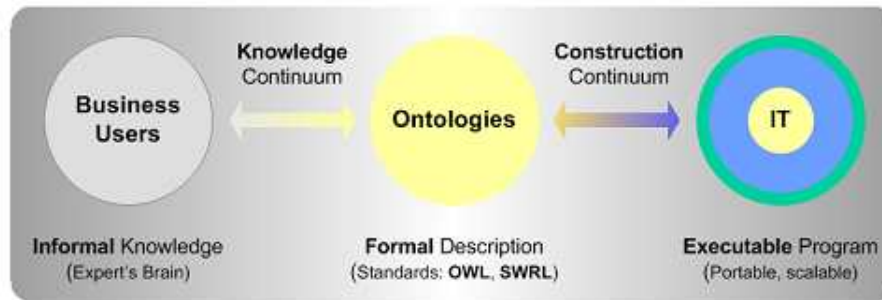 Knowledge
Continuum
Construction
Continuum
Business
Users
Ontologies
IT
Informal Knowledge
(Expert's Brain)
Formal Description
(Standards: OWL, SWRL)
Executable Program
(Portable, scalable)